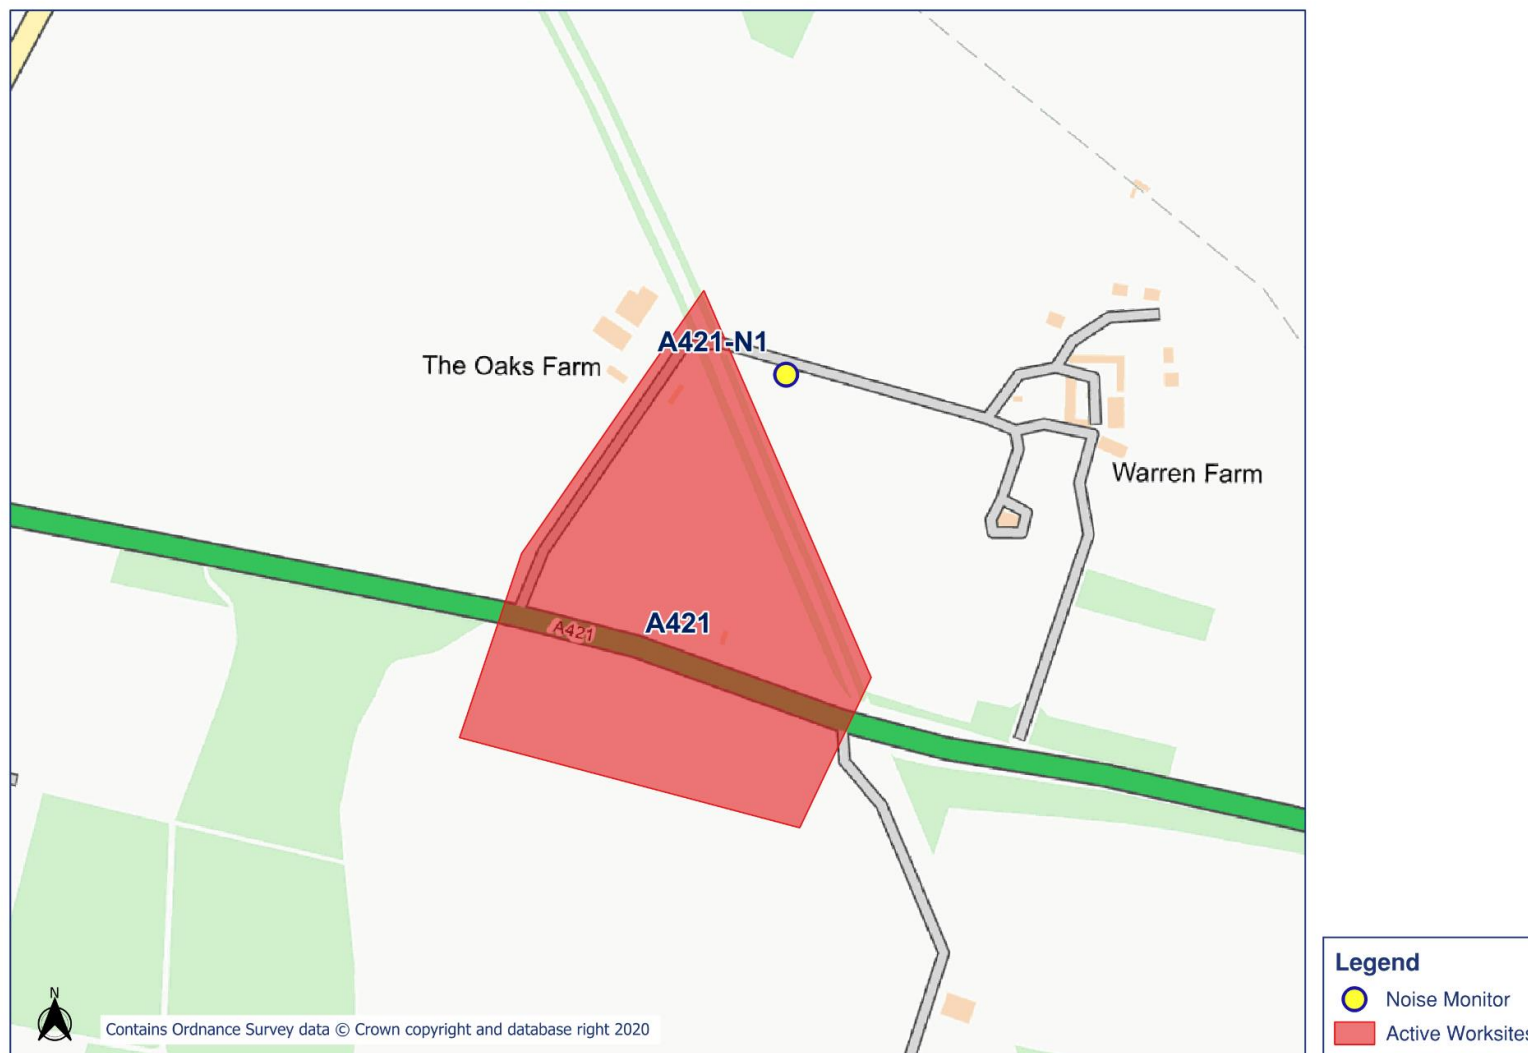 A421-N1
The Oaks Farm
Warren Farm
A421
A421
N
Contains Ordnance Survey data © Crown copyright and database right 2020
Legend
Noise Monitor
Active Worksites